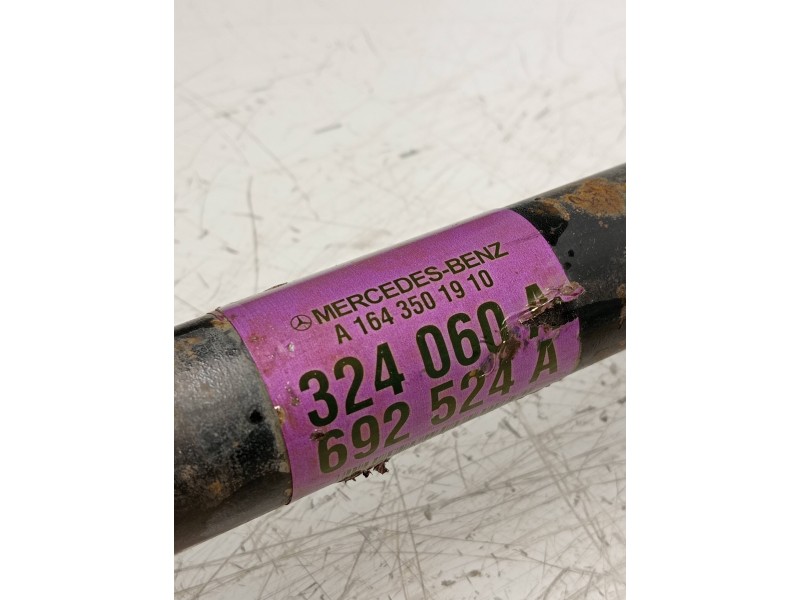 MERCEDES-BENZ
A 164 350 19 10
324 060 A
692 524 A